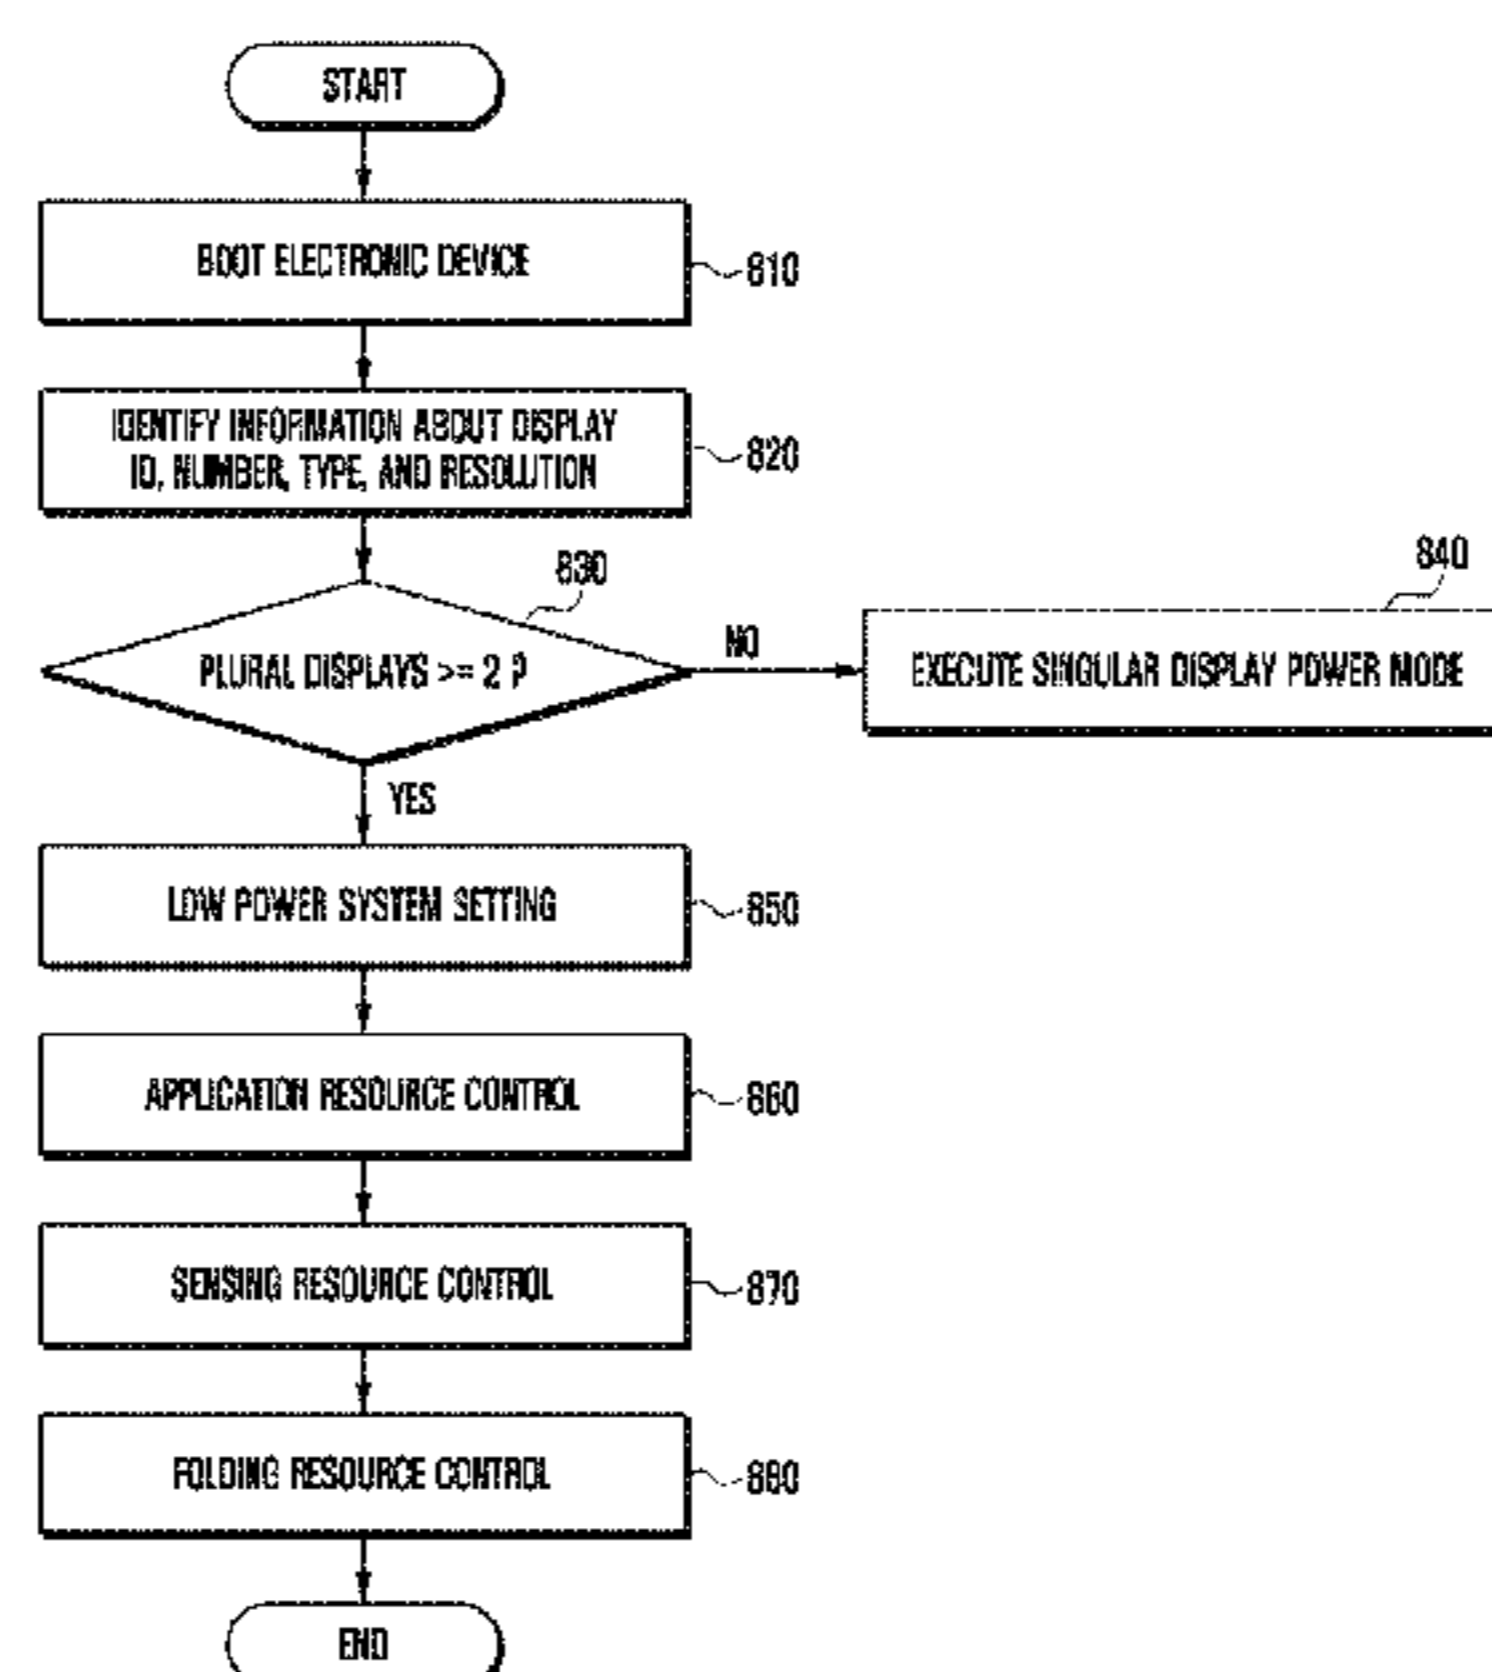 START
BOOT ELECTRONIC DEVICE
810
IDENTIFY INFORMATION ABOUT DISPLAY
ID, NUMBER, TYPE, AND RESOLUTION
820
830
PLURAL DISPLAYS >= 2 ?
NO
840
EXECUTE SINGULAR DISPLAY POWER MODE
YES
LOW POWER SYSTEM SETTING
850
APPLICATION RESOURCE CONTROL
860
SENSING RESOURCE CONTROL
870
FOLDING RESOURCE CONTROL
880
END